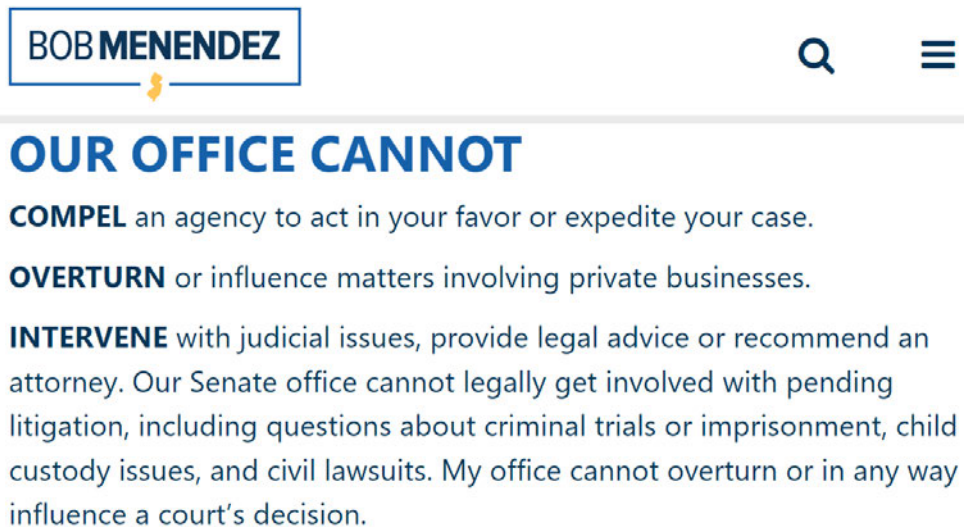 BOB MENENDEZ
OUR OFFICE CANNOT
COMPEL an agency to act in your favor or expedite your case.
OVERTURN or influence matters involving private businesses.
INTERVENE with judicial issues, provide legal advice or recommend an
attorney. Our Senate office cannot legally get involved with pending
litigation, including questions about criminal trials or imprisonment, child
custody issues, and civil lawsuits. My office cannot overturn or in any way
influence a court's decision.